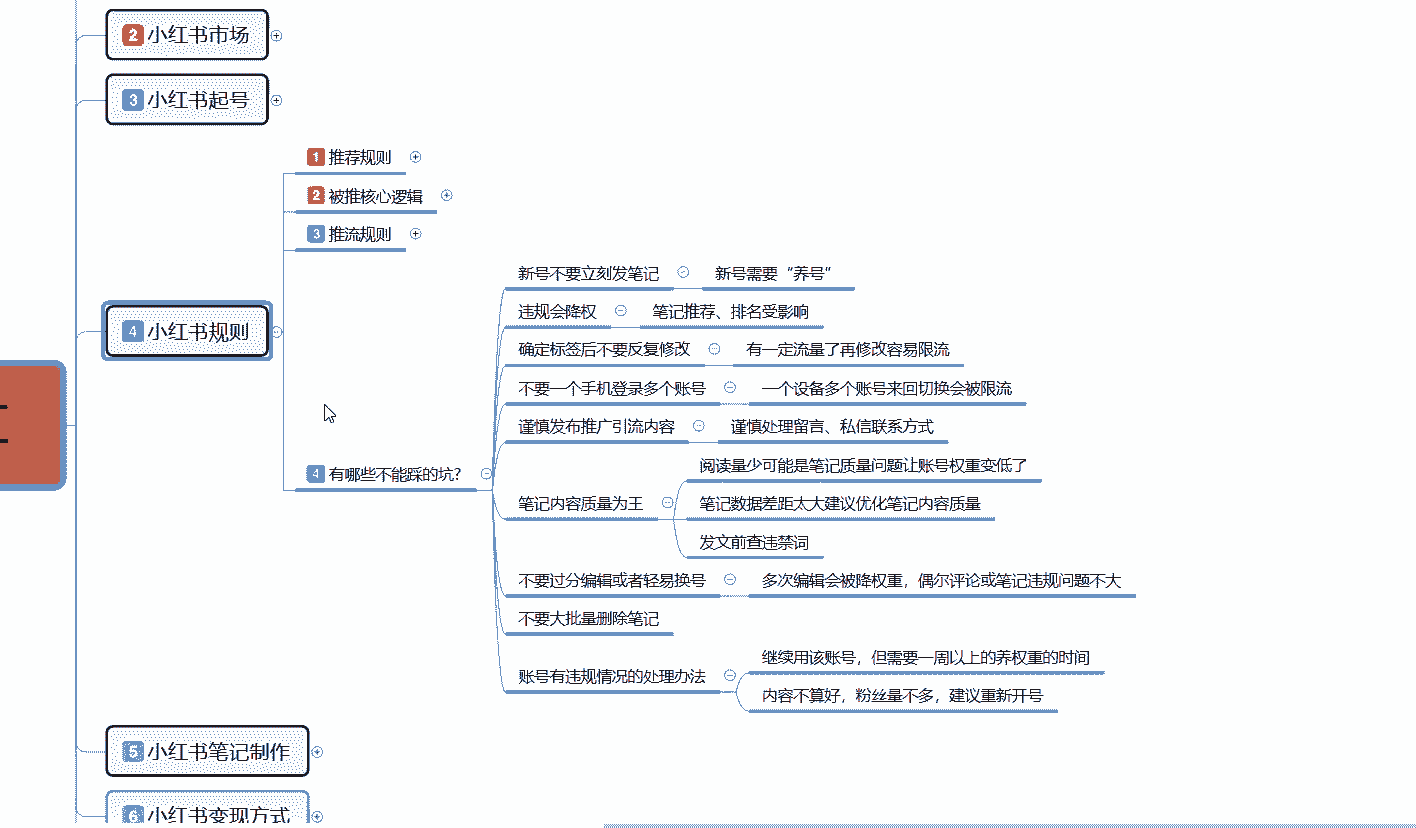 2 小红书市场
3 小红书起号
4 小红书规则
1 推荐规则
2 被推核心逻辑
3 推流规则
4 有哪些不能踩的坑?
新号不要立刻发笔记
新号需要“养号”
违规会降权
笔记推荐、排名受影响
确定标签后不要反复修改
有一定流量了再修改容易限流
不要一个手机登录多个账号
一个设备多个账号来回切换会被限流
谨慎发布推广引流内容
谨慎处理留言、私信联系方式
笔记内容质量为王
阅读量少可能是笔记质量问题让账号权重变低了
笔记数据差距太大建议优化笔记内容质量
发文前查违禁词
不要过分编辑或者轻易换号
多次编辑会被降权重，偶尔评论或笔记违规问题不大
不要大批量删除笔记
账号有违规情况的处理办法
继续用该账号，但需要一周以上的养权重的时间
内容不算好，粉丝量不多，建议重新开号
5 小红书笔记制作
6 小红书变现方式